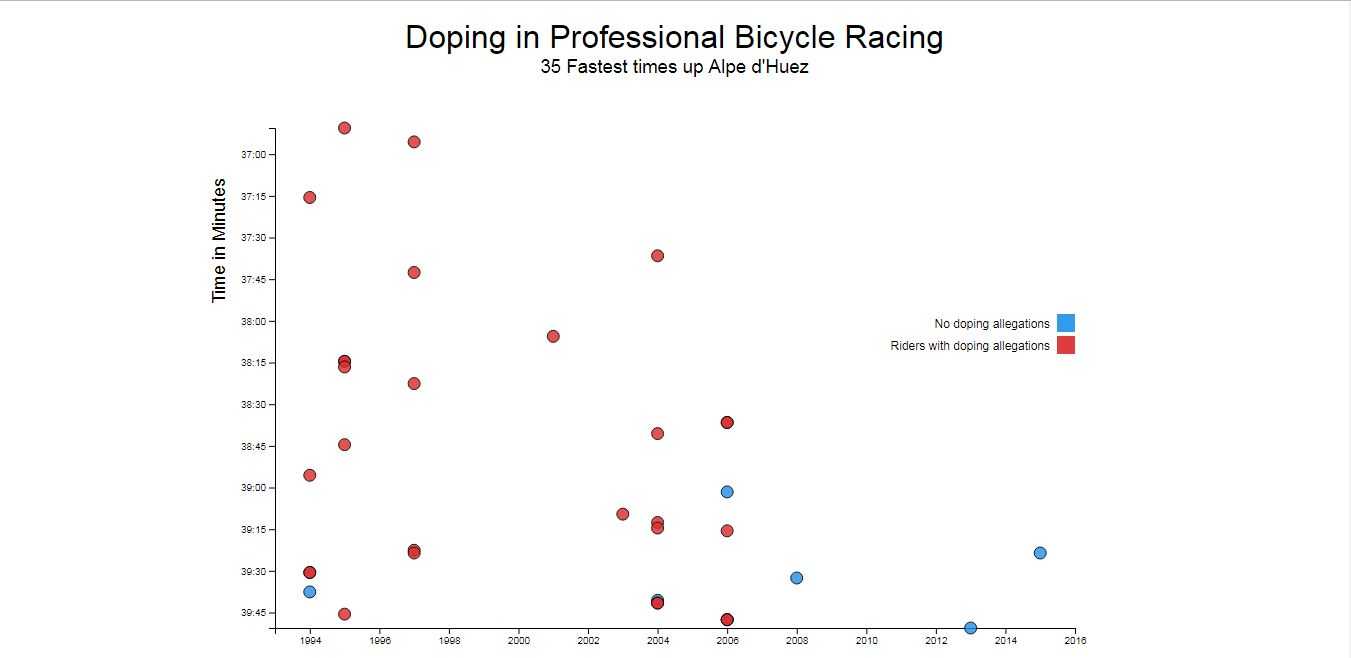 Doping in Professional Bicycle Racing
35 Fastest times up Alpe d'Huez
Time in Minutes
37:00
37:15
37:30
37:45
38:00
38:15
38:30
38:45
39:00
39:15
39:30
39:45
No doping allegations
Riders with doping allegations
1994 1996 1998 2000 2002 2004 2006 2008 2010 2012 2014 2016